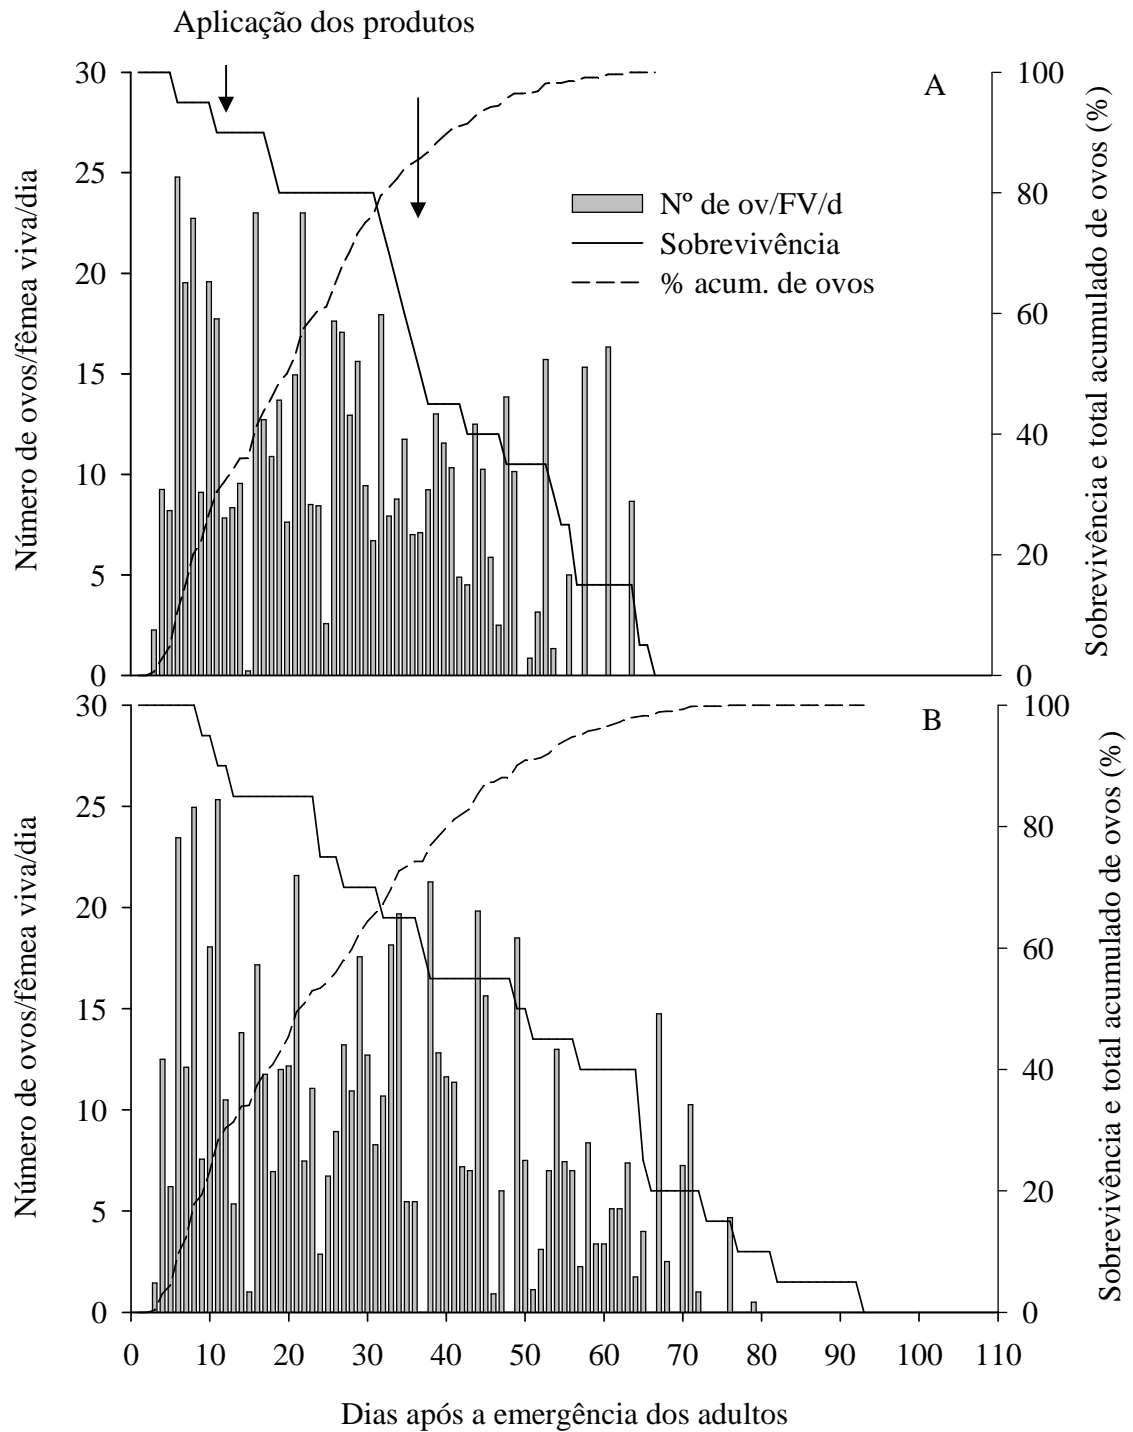 Aplicação dos produtos
30
25
20
15
10
5
0
Número de ovos/fêmea viva/dia
A
Nº de ov/FV/d
Sobrevivência
% acum. de ovos
100
80
60
40
20
0
Sobrevivência e total acumulado de ovos (%)
30
25
20
15
10
5
0
Número de ovos/fêmea viva/dia
B
100
80
60
40
20
0
Sobrevivência e total acumulado de ovos (%)
0 10 20 30 40 50 60 70 80 90 100 110
Dias após a emergência dos adultos